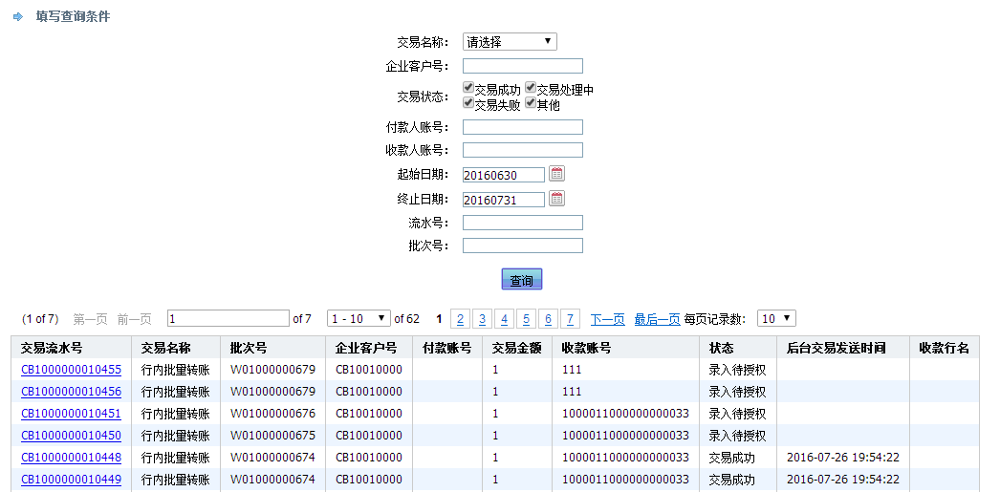 填写查询条件
交易名称： 请选择
企业客户号：
交易状态： 交易成功 交易处理中
交易失败 其他
付款人账号：
收款人账号：
起始日期： 20160630
终止日期： 20160731
流水号：
批次号：
查询
(1 of 7) 第一页 前一页 1 of 7 1 - 10 of 62 1 2 3 4 5 6 7 下一页 最后一页 每页记录数： 10
交易流水号 交易名称 批次号 企业客户号 付款账号 交易金额 收款账号 状态 后台交易发送时间 收款行名
CB1000000010455 行内批量转账 W01000000679 CB10010000 1 111 录入待授权
CB1000000010456 行内批量转账 W01000000679 CB10010000 1 111 录入待授权
CB1000000010451 行内批量转账 W01000000676 CB10010000 1 1000011000000000033 录入待授权
CB1000000010450 行内批量转账 W01000000675 CB10010000 1 1000011000000000033 录入待授权
CB1000000010448 行内批量转账 W01000000674 CB10010000 1 1000011000000000033 交易成功 2016-07-26 19:54:22
CB1000000010449 行内批量转账 W01000000674 CB10010000 1 1000011000000000033 交易成功 2016-07-26 19:54:22